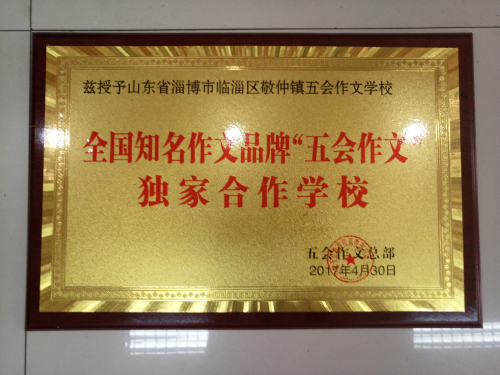 兹授予山东省淄博市临淄区敬仲镇五会作文学校
全国知名作文品牌“五会作文”
独家合作学校
五会作文总部
2017年4月30日